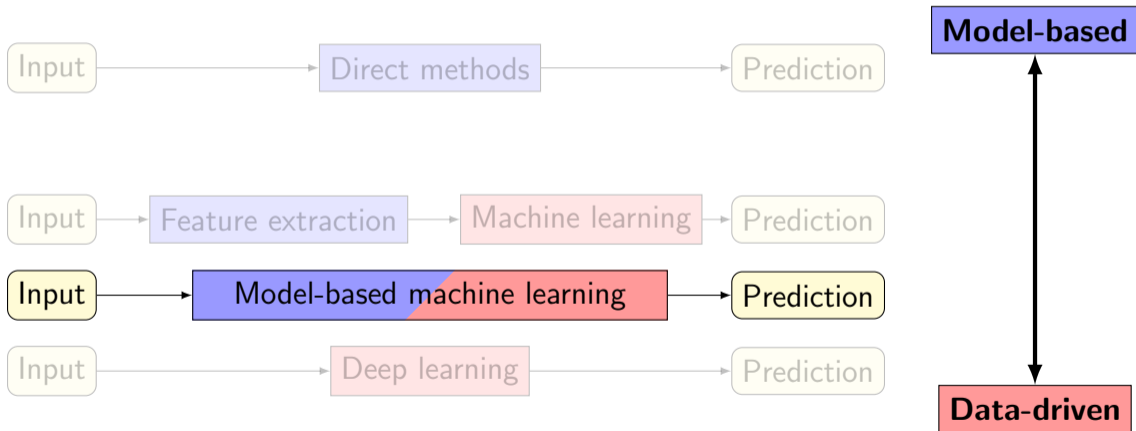 Model-based
Input Direct methods Prediction
Input Feature extraction Machine learning Prediction
Input Model-based machine learning Prediction
Input Deep learning Prediction
Data-driven